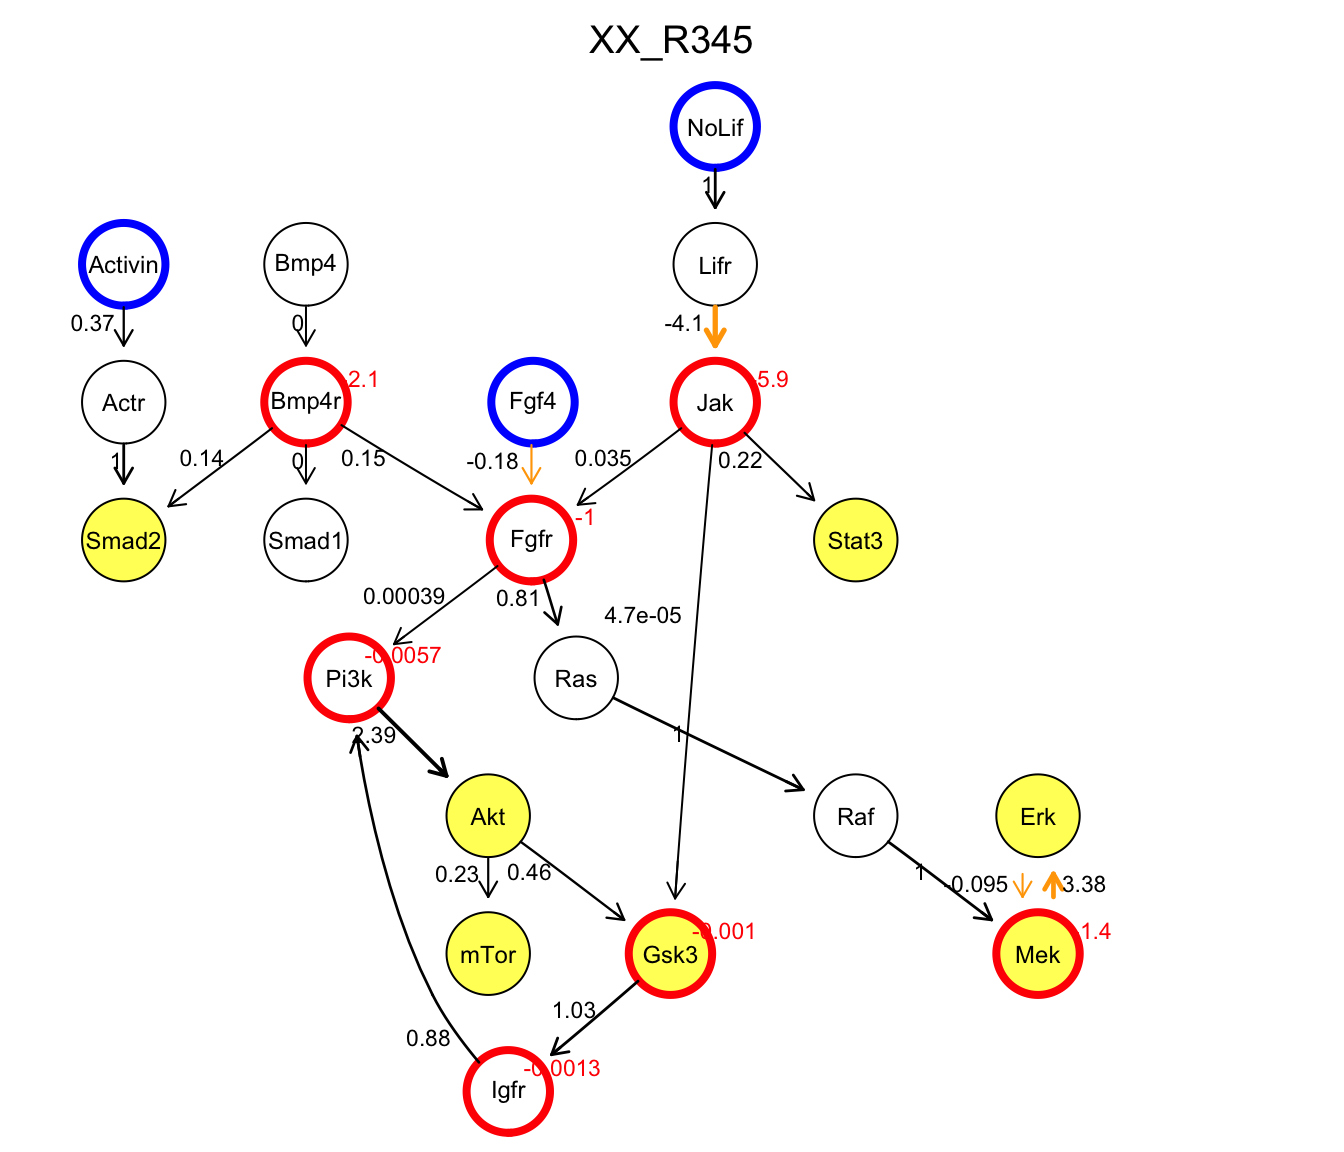 XX_R345
NoLif
1
Activin
Bmp4
Lifr
0.37
0
-4.1
Actr
Bmp4r
-2.1
Fgf4
Jak
-5.9
1
0.14
0
0.15
-0.18
0.035
0.22
Smad2
Smad1
Fgfr
-1
Stat3
0.00039
0.81
4.7e-05
Pi3k
-0.0057
Ras
2.39
1
Akt
Raf
Erk
0.23
0.46
1
-0.095
3.38
mTor
Gsk3
-0.001
Mek
-1.4
1.03
0.88
Igfr
-0.0013